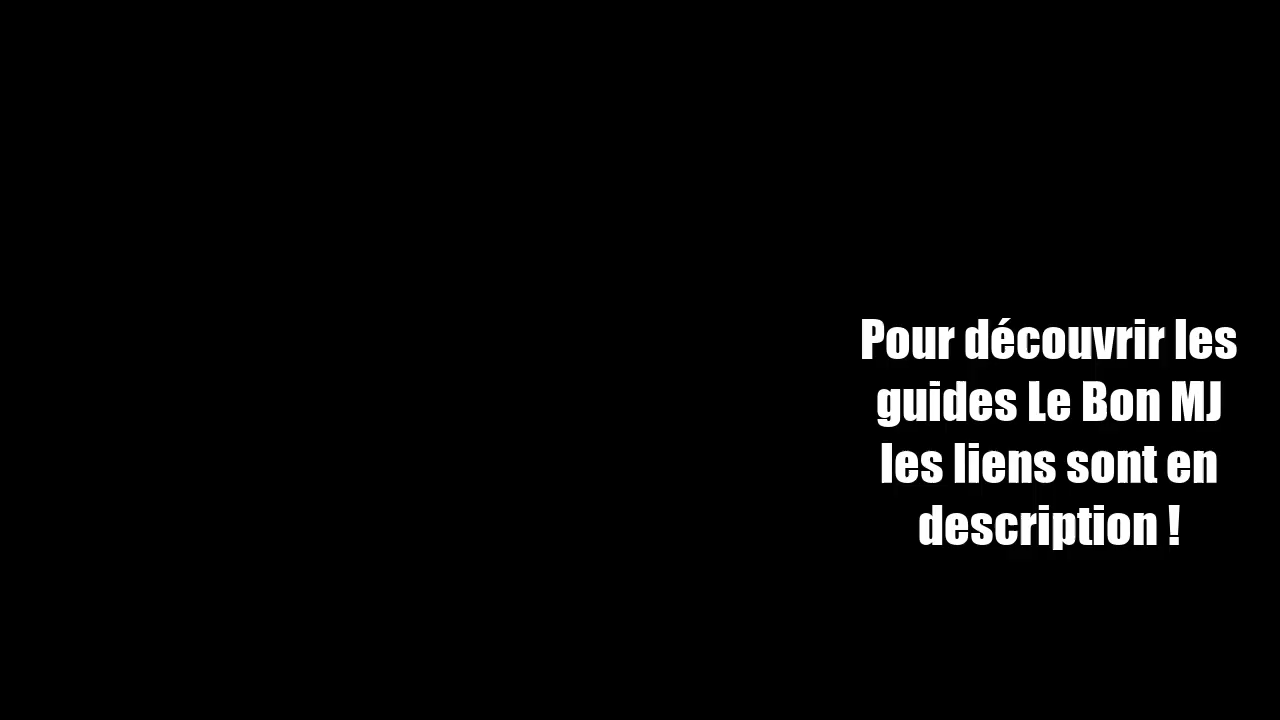 Pour découvrir les
guides Le Bon MJ
les liens sont en
description !